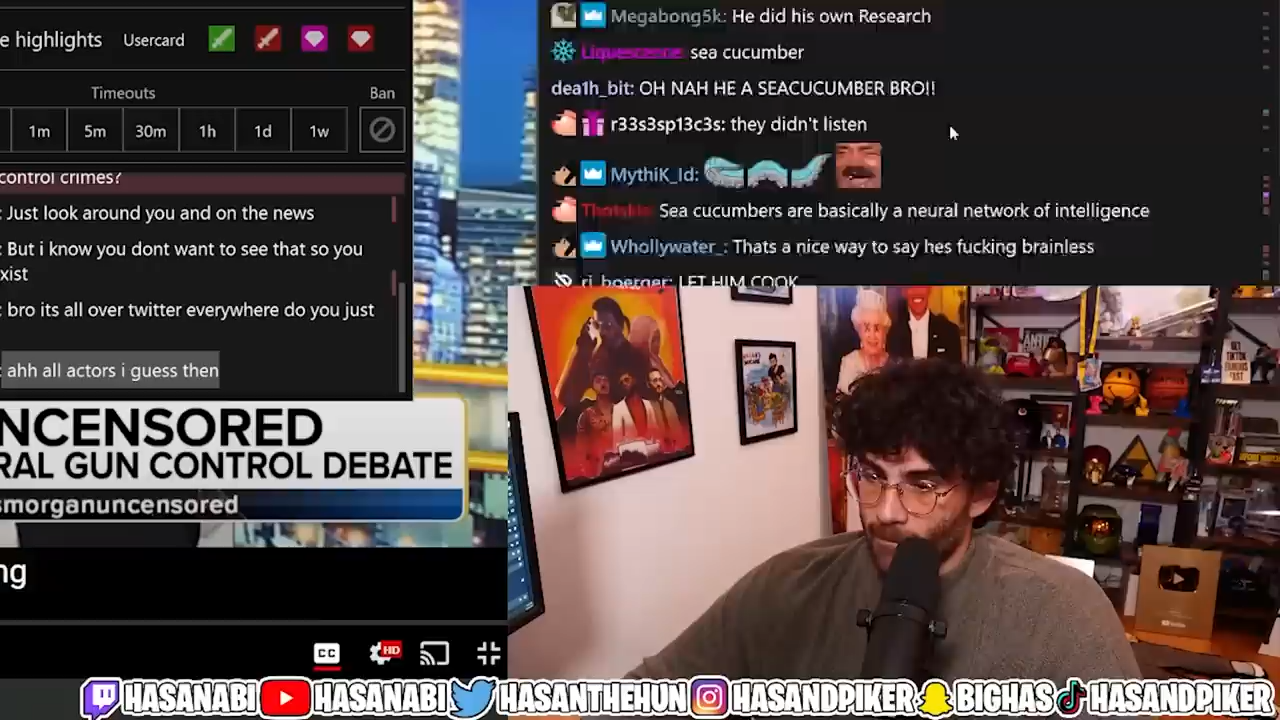 e highlights
Usercard
Timeouts
Ban
1m
5m
30m
1h
1d
1w
control crimes?
: Just look around you and on the news
: But i know you dont want to see that so you
xist
: bro its all over twitter everywhere do you just
: ahh all actors i guess then
NCENSORED
RAL GUN CONTROL DEBATE
smorganuncensored
ng
CC
HD
Megabong5k: He did his own Research
Liquescense: sea cucumber
dea1h_bit: OH NAH HE A SEACUCUMBER BRO!!
r33s3sp13c3s: they didn't listen
MythiK_Id:
Sea cucumbers are basically a neural network of intelligence
Whollywater_: Thats a nice way to say hes fucking brainless
LET HIM COOK
HASANABI
HASANABI
HASANTHEHUN
HASANDPIKER
BIGHAS
HASANDPIKER